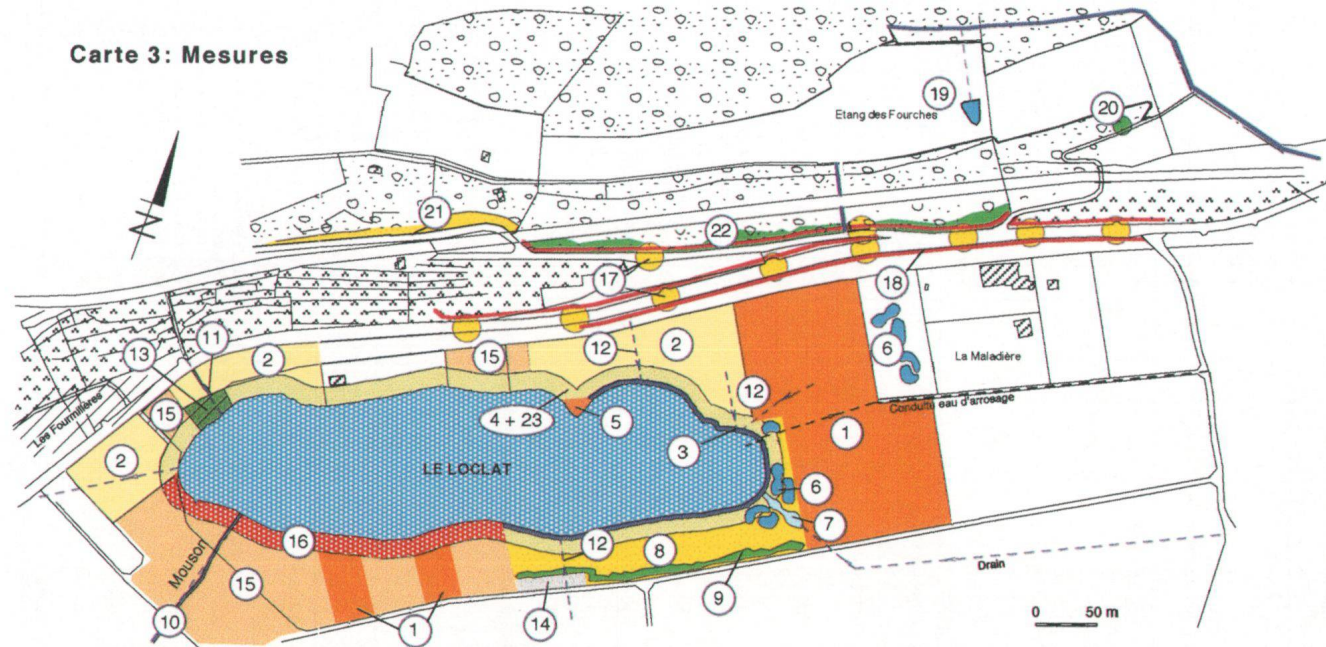 Carte 3: Mesures
19
Etang des Fourches
20
N
21
22
17
18
13
11
2
15
12
2
6
La Maladière
12
Conduite eau d'arrosage
Les Fourmilières
15
4 + 23
5
3
1
2
LE LOCLAT
6
7
16
12
8
Mouson
15
9
Drain
10
1
14
0 50 m